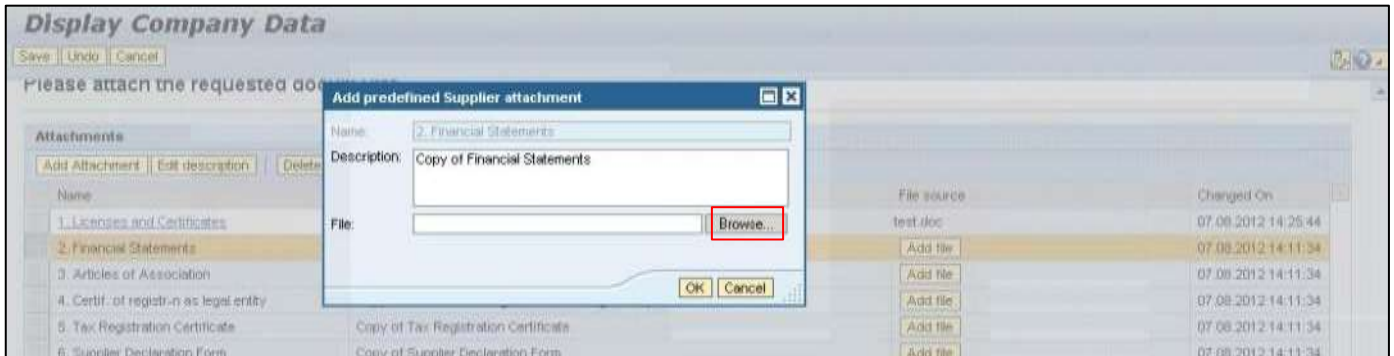 Display Company Data
Save Undo Cancel
Please attach the requested
Add predefined Supplier attachment
Name: 2. Financial Statements
Description: Copy of Financial Statements
File: Browse...
OK Cancel
Attachments
Add Attachment Edit description Delete
Name File source Changed On
1. Licenses and Certificates test.doc 07.08.2012 14:25:44
2. Financial Statements Add file 07.08.2012 14:11:34
3. Articles of Association Add file 07.08.2012 14:11:34
4. Certif. of registr-n as legal entity Add file 07.08.2012 14:11:34
5. Tax Registration Certificate Copy of Tax Registration Certificate Add file 07.08.2012 14:11:34
6. Supplier Declaration Form Copy of Supplier Declaration Form Add file 07.08.2012 14:11:34